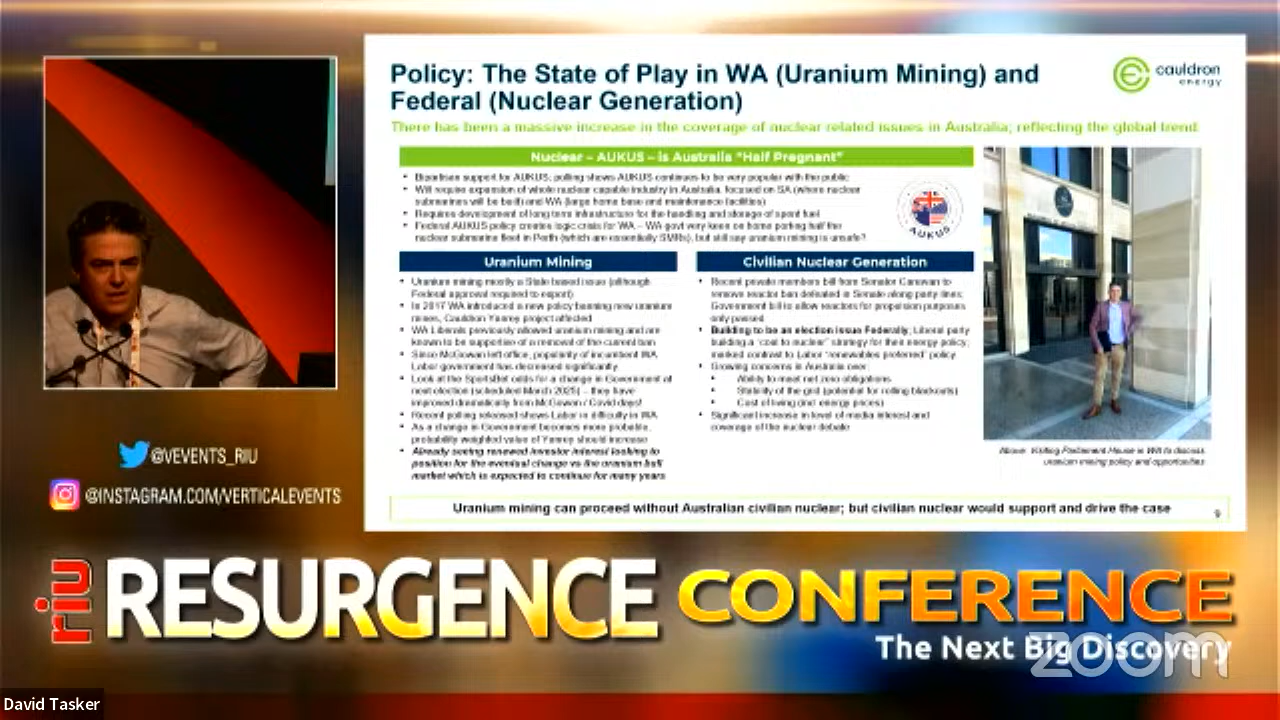 Policy: The State of Play in WA (Uranium Mining) and
Federal (Nuclear Generation)
cauldron
energy
There has been a massive increase in the coverage of nuclear related issues in Australia; reflecting the global trend
Nuclear – AUKUS – is Australia "Half Pregnant"
• Bipartisan support for AUKUS; polling shows AUKUS continues to be very popular with the public
• Will require expansion of whole nuclear capable industry in Australia, focused on SA (where nuclear
submarines will be built) and WA (large home base and maintenance facilities)
• Requires development of long term infrastructure for the handling and storage of spent fuel
• Federal AUKUS policy creates logic crisis for WA – WA govt very keen on home porting half the
nuclear submarine fleet in Perth (which are essentially SMRs), but still say uranium mining is unsafe?
AUKUS
Uranium Mining
• Uranium mining mostly a State based issue (although
Federal approval required to export)
• In 2017 WA introduced a new policy banning new uranium
mines, Cauldron Yanrey project affected
• WA Liberals previously allowed uranium mining and are
known to be supportive of a removal of the current ban
• Since McGowan left office, popularity of incumbent WA
Labor government has decreased significantly
• Look at the SportsBet odds for a change in Government at
next election (scheduled March 2025) – they have
improved dramatically from McGowan / Covid days!
• Recent polling released shows Labor in difficulty in WA
• As a change in Government becomes more probable,
probability weighted value of Yanrey should increase
• Already seeing renewed investor interest looking to
position for the eventual change vs the uranium bull
market which is expected to continue for many years
Civilian Nuclear Generation
• Recent private members bill from Senator Canavan to
remove reactor ban defeated in Senate along party lines;
Government bill to allow reactors for propulsion purposes
only passed
• Building to be an election issue Federally; Liberal party
building a "coal to nuclear" strategy for their energy policy;
marked contrast to Labor "renewables preferred" policy
• Growing concerns in Australia over:
• Ability to meet net zero obligations
• Stability of the grid (potential for rolling blackouts)
• Cost of living (incl energy prices)
• Significant increase in level of media interest and
coverage of the nuclear debate
Above: Visiting Parliament House in WA to discuss
uranium mining policy and opportunities
Uranium mining can proceed without Australian civilian nuclear; but civilian nuclear would support and drive the case
9
@VEVENTS_RIU
@INSTAGRAM.COM/VERTICALEVENTS
riu RESURGENCE CONFERENCE
The Next Big Discovery
zoom
David Tasker